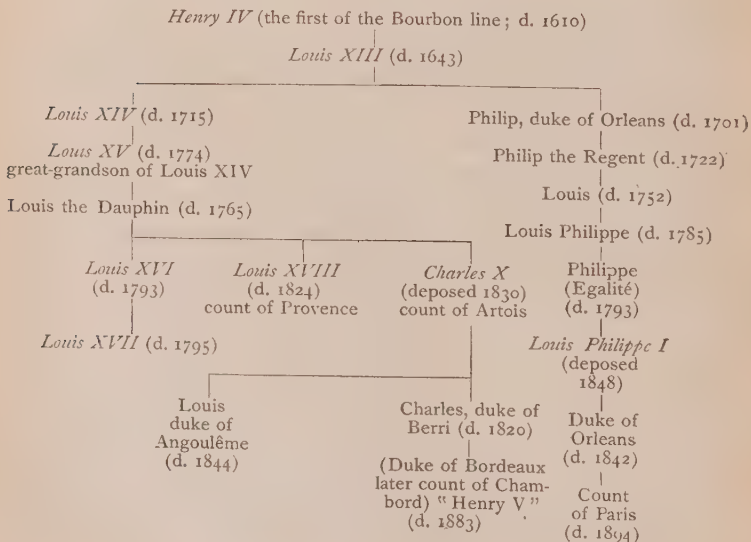 Henry IV (the first of the Bourbon line; d. 1610)
Louis XIII (d. 1643)
Louis XIV (d. 1715)
Louis XV (d. 1774)
great-grandson of Louis XIV
Louis the Dauphin (d. 1765)
Louis XVI
(d. 1793)
Louis XVII (d. 1795)
Louis XVIII
(d. 1824)
count of Provence
Charles X
(deposed 1830)
count of Artois
Louis
duke of
Angoulême
(d. 1844)
Charles, duke of
Berri (d. 1820)
(Duke of Bordeaux
later count of Cham-
bord) “Henry V”
(d. 1883)
Philip, duke of Orleans (d. 1701)
Philip the Regent (d. 1722)
Louis (d. 1752)
Louis Philippe (d. 1785)
Philippe
(Egalité)
(d. 1793)
Louis Philippe I
(deposed
1848)
Duke of
Orleans
(d. 1842)
Count
of Paris
(d. 1894)